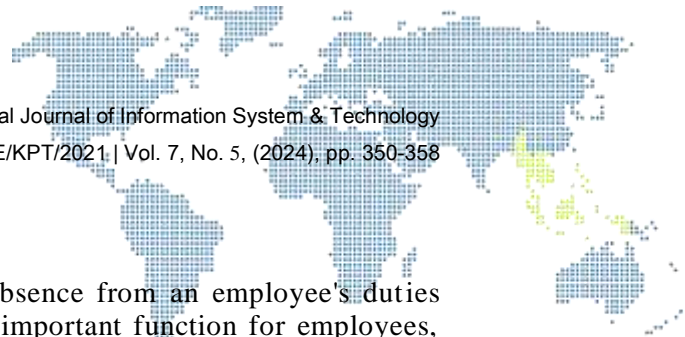 al Journal of Information System & Technology
E/KPT/2021 | Vol. 7, No. 5, (2024), pp. 350-358
bsence from an employee's duties
important function for employees,